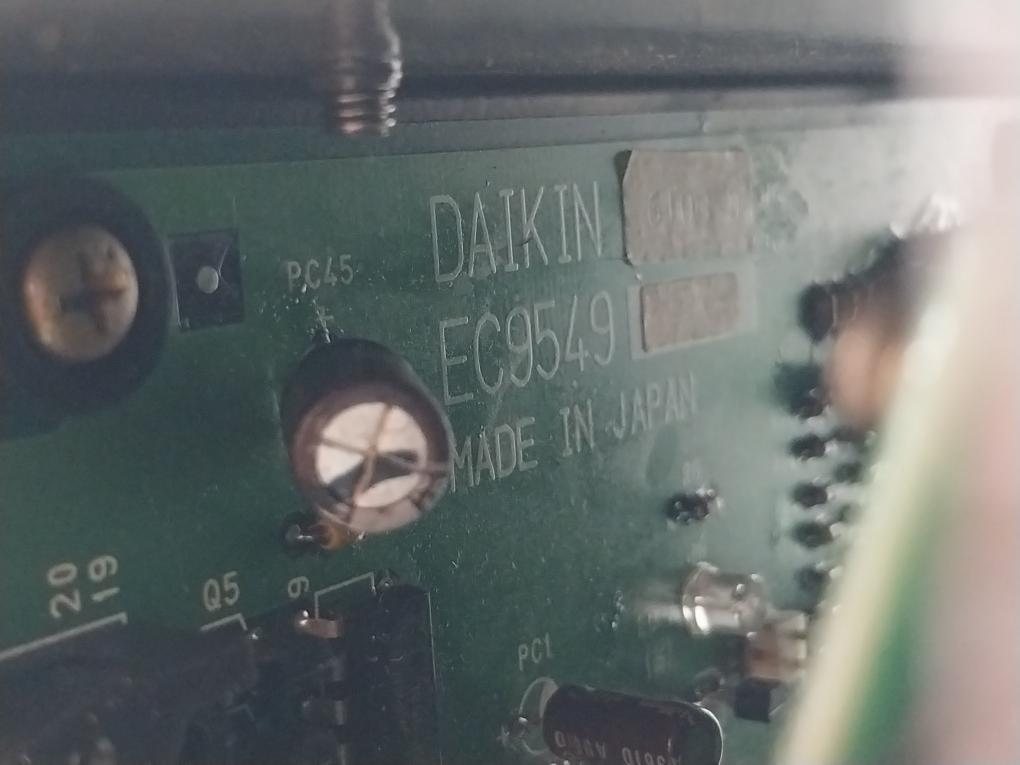 DAIKIN
PC45
+
EC9549
MADE IN JAPAN
20
19
Q5
9
PC1
+